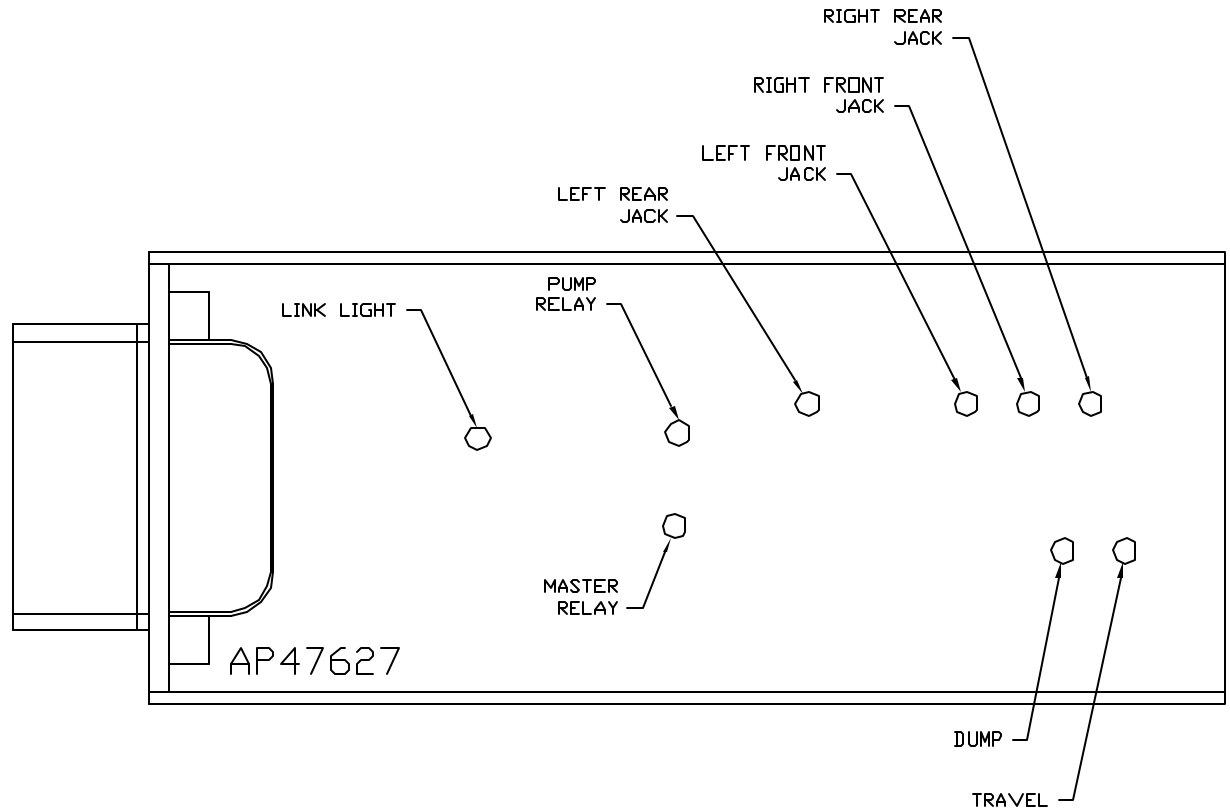 RIGHT REAR
JACK
RIGHT FRONT
JACK
LEFT FRONT
JACK
LEFT REAR
JACK
PUMP
RELAY
LINK LIGHT
MASTER
RELAY
AP47627
DUMP
TRAVEL